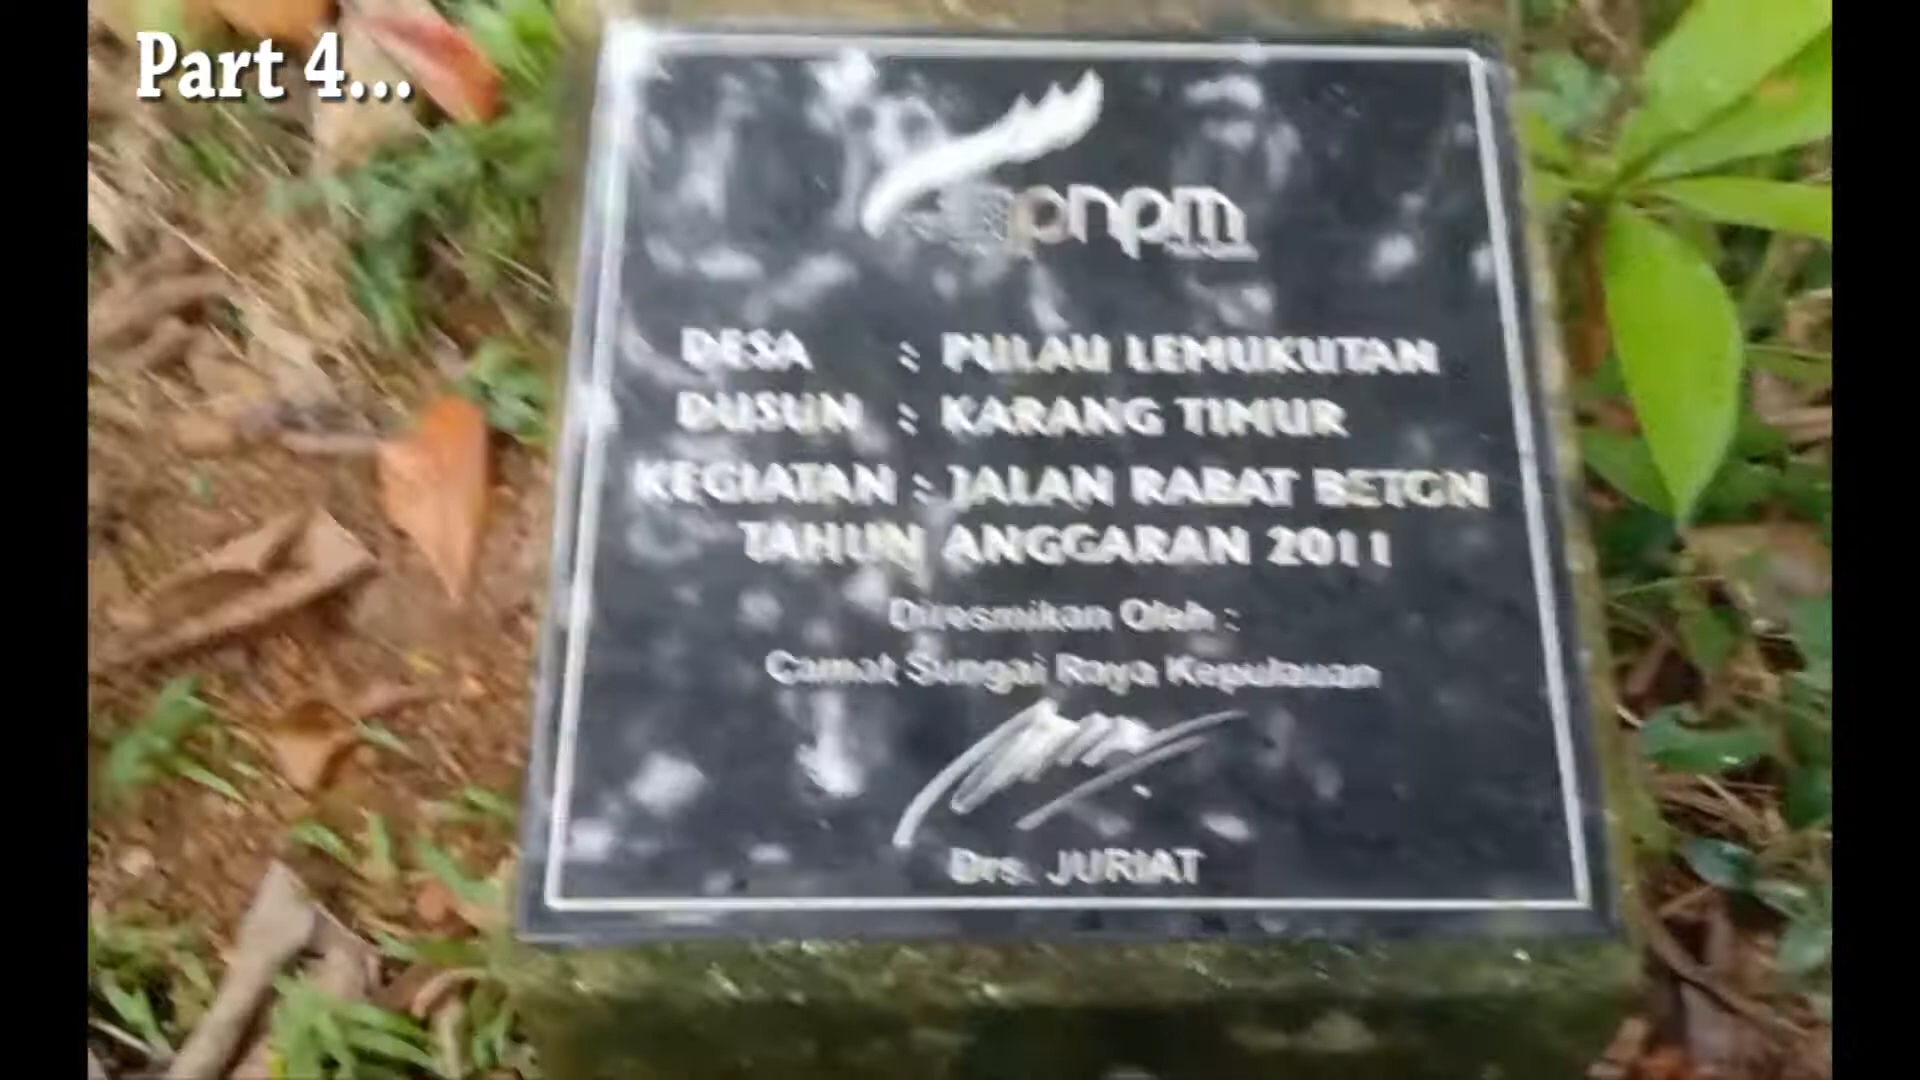 Part 4...
pnpm
DESA : PULAU LEMUKUTAN
DUSUN : KARANG TIMUR
KEGIATAN : JALAN RABAT BETON
TAHUN ANGGARAN 2011
Diresmikan Oleh :
Camat Sungai Raya Kepulauan
Drs. JURIAT